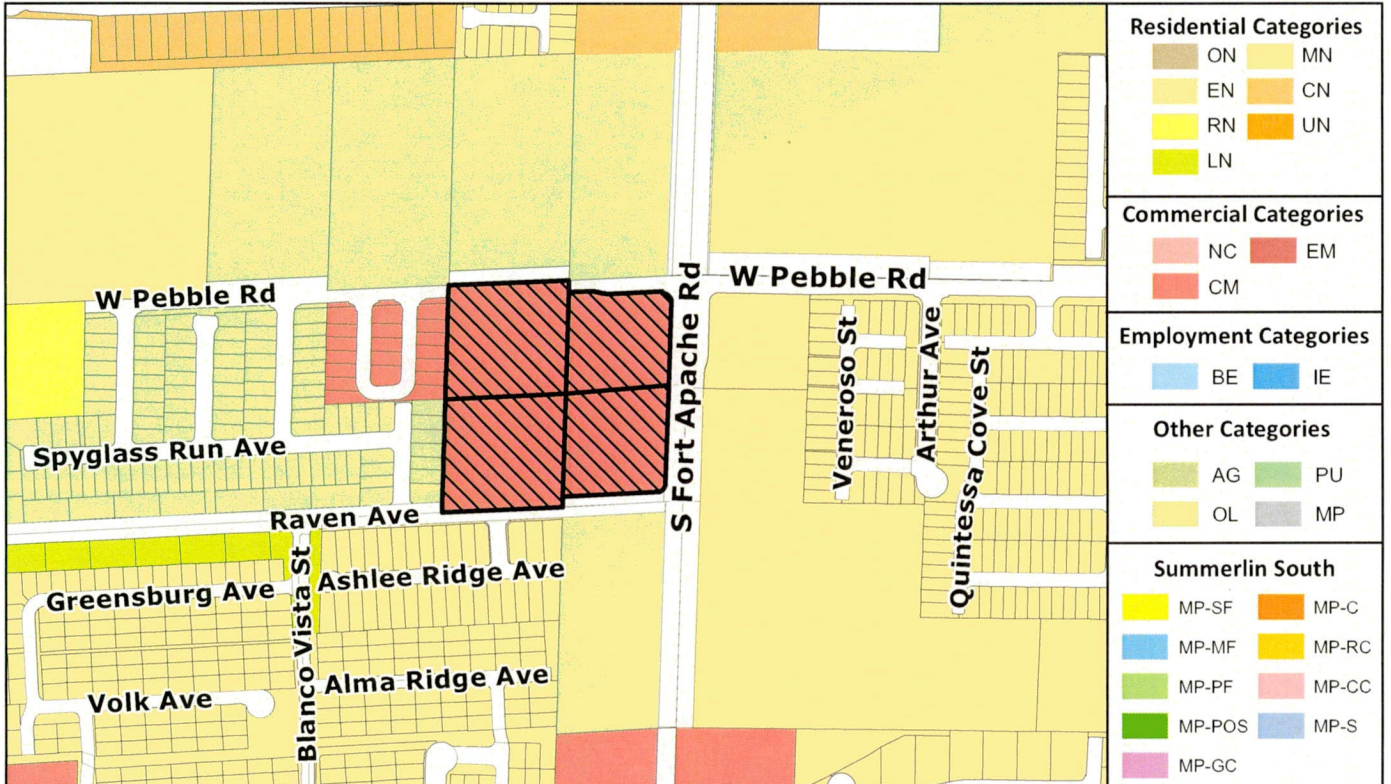 W Pebble Rd
W Pebble Rd
S Fort Apache Rd
Veneroso St
Arthur Ave
Quintessa Cove St
Spyglass Run Ave
Raven Ave
Blanco Vista St
Greensburg Ave
Ashlee Ridge Ave
Volk Ave
Alma Ridge Ave
Residential Categories
ON MN
EN CN
RN UN
LN
Commercial Categories
NC EM
CM
Employment Categories
BE IE
Other Categories
AG PU
OL MP
Summerlin South
MP-SF MP-C
MP-MF MP-RC
MP-PF MP-CC
MP-POS MP-S
MP-GC